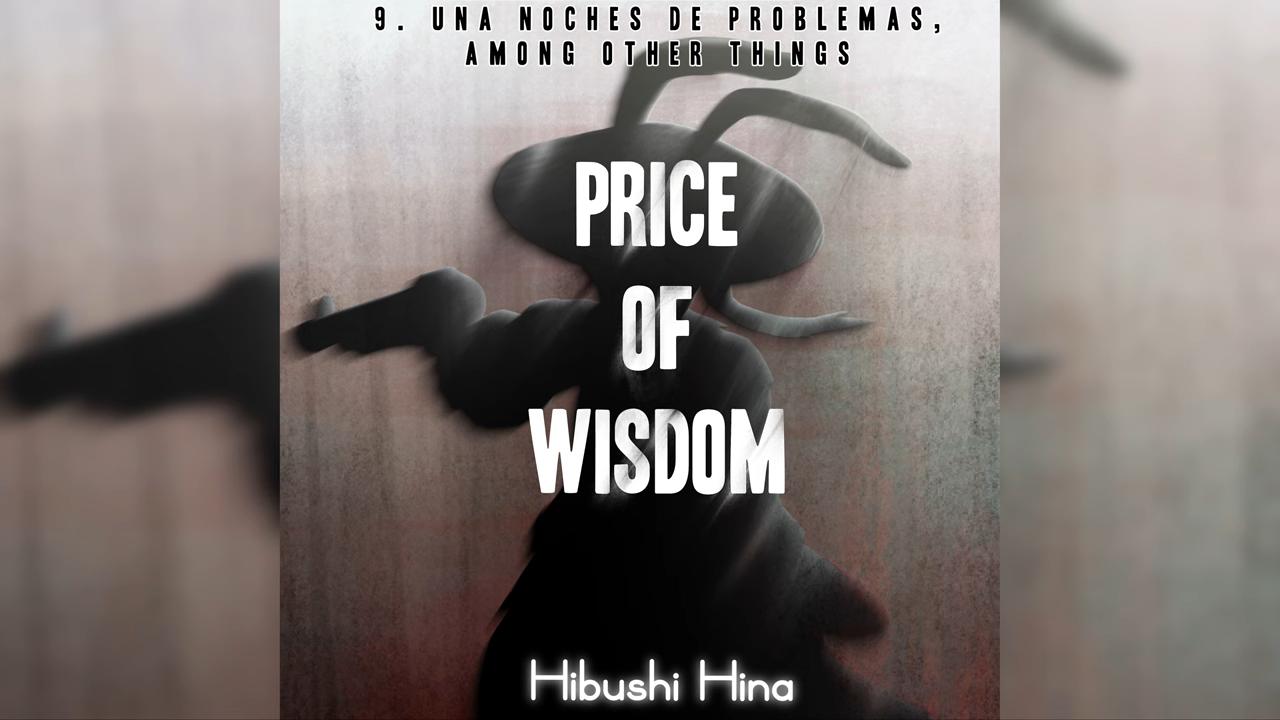 9. UNA NOCHES DE PROBLEMAS,
AMONG OTHER THINGS
PRICE
OF
WISDOM
Hibushi Hina